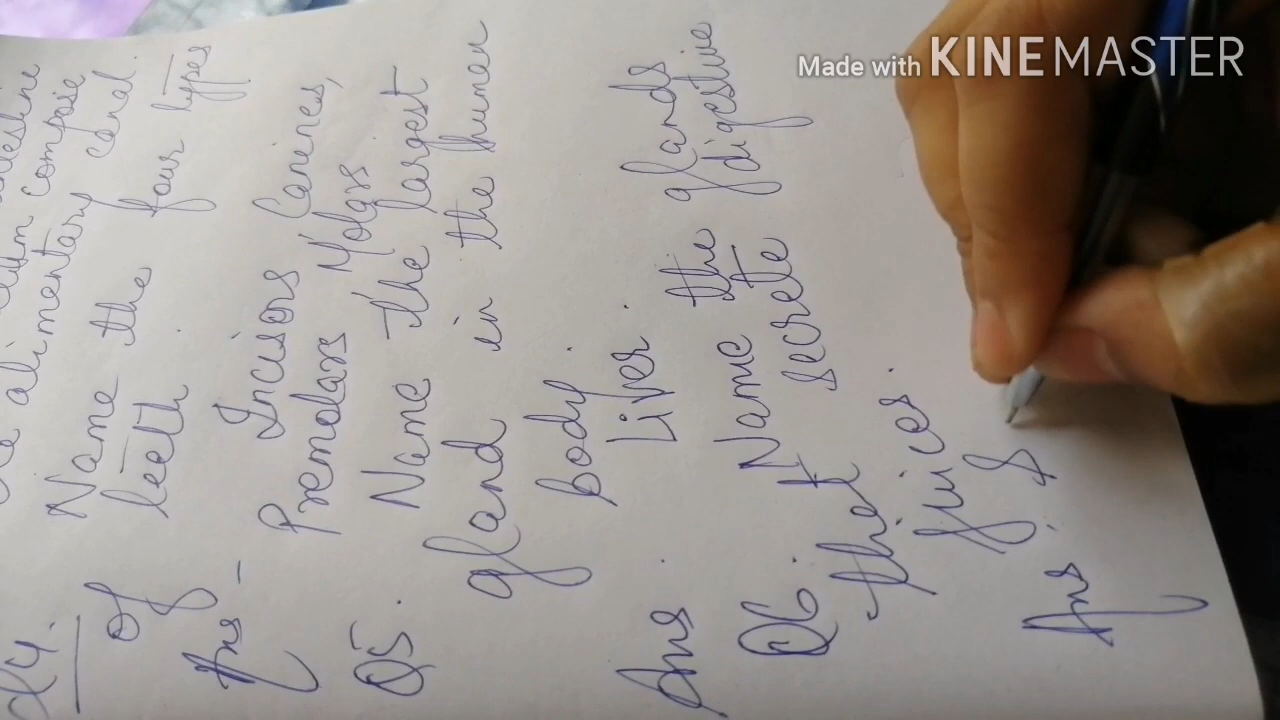 Made with KINEMASTER
alimentary canal.
compose
Q4. Name the four types
of teeth.
Ans - Incisors Canines,
Premolars Molars
Q5. Name the largest
gland in the human
body.
Ans. Liver.
Q6. Name the glands
that secrete digestive
juices.
Ans. S